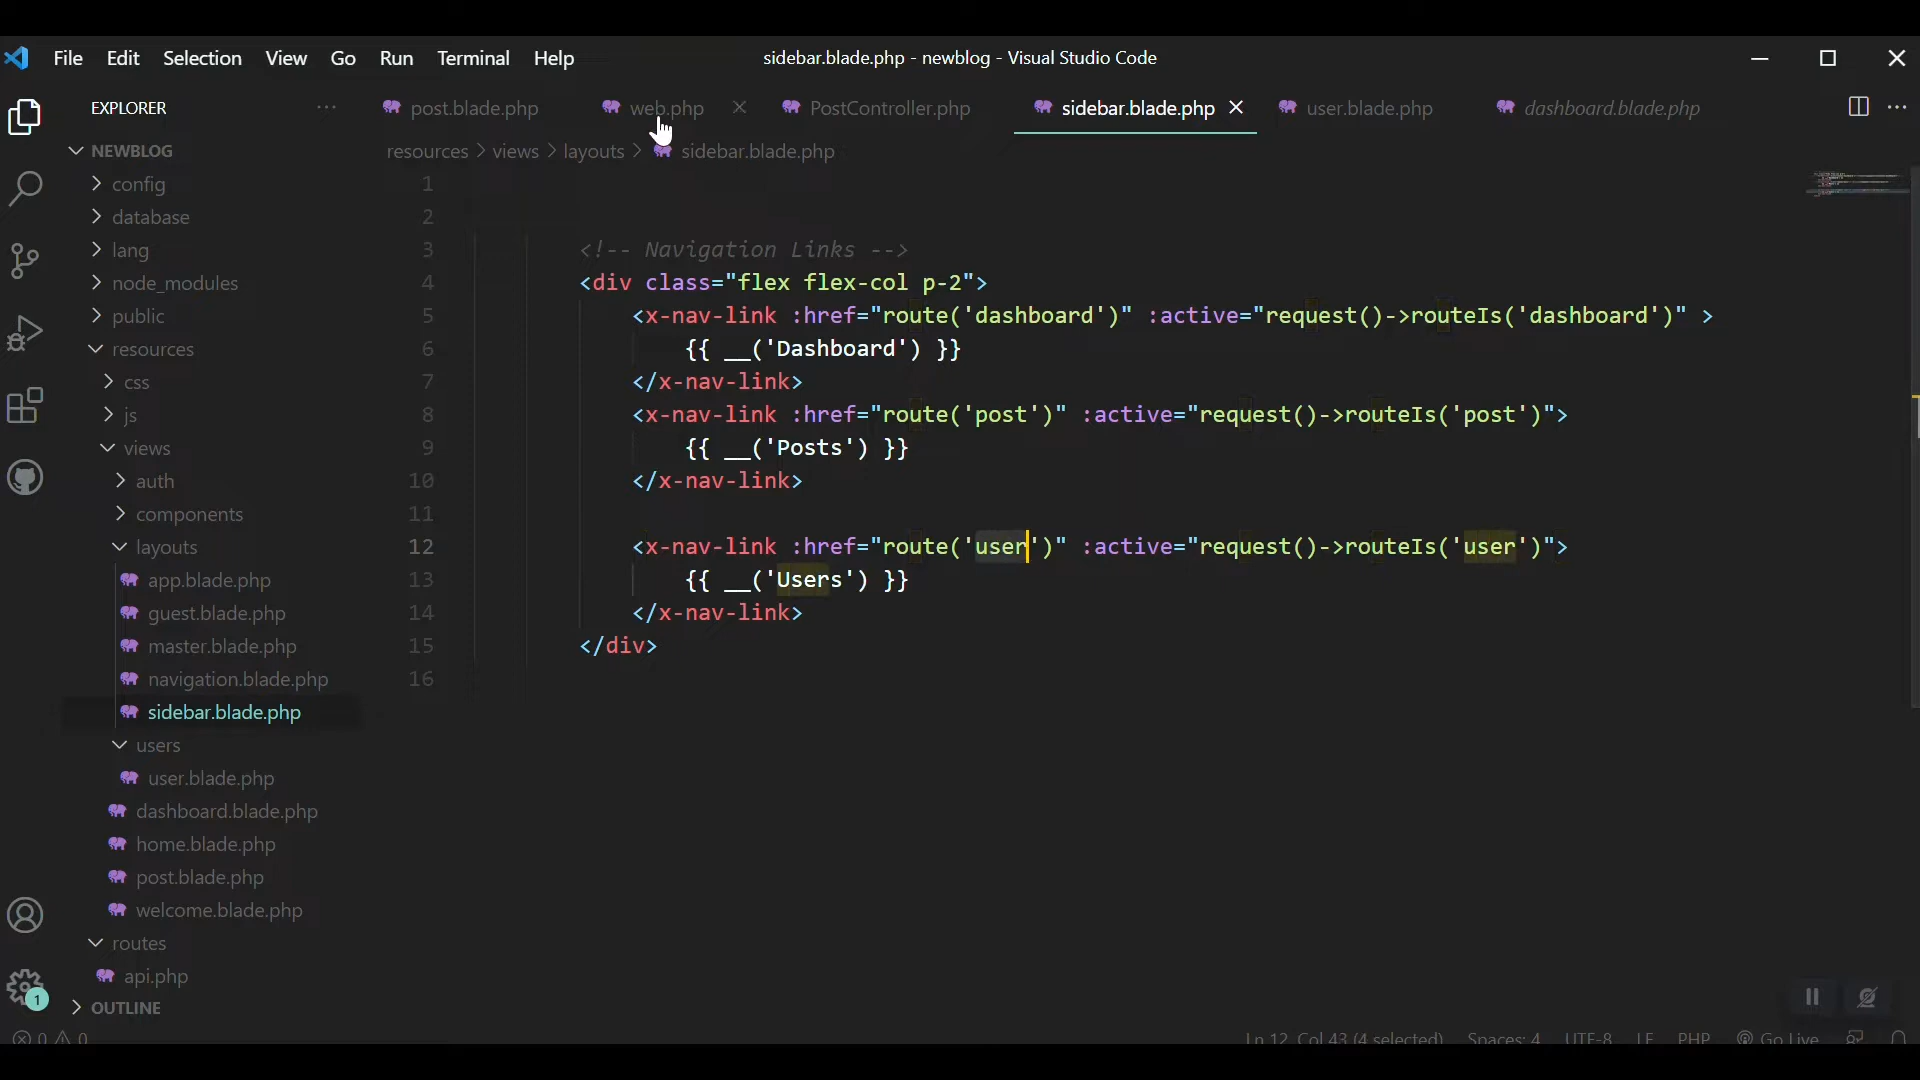 File Edit Selection View Go Run Terminal Help sidebar.blade.php - newblog - Visual Studio Code
EXPLORER
post.blade.php web.php PostController.php sidebar.blade.php user.blade.php dashboard.blade.php
NEWBLOG
resources > views > layouts > sidebar.blade.php
config
database
lang
node_modules
public
resources
css
js
views
auth
components
layouts
app.blade.php
guest.blade.php
master.blade.php
navigation.blade.php
sidebar.blade.php
users
user.blade.php
dashboard.blade.php
home.blade.php
post.blade.php
welcome.blade.php
routes
api.php
OUTLINE
1
1
2
3 <!-- Navigation Links -->
4 <div class="flex flex-col p-2">
5 <x-nav-link :href="route('dashboard')" :active="request()->routeIs('dashboard')" >
6 {{ __('Dashboard') }}
7 </x-nav-link>
8 <x-nav-link :href="route('post')" :active="request()->routeIs('post')">
9 {{ __('Posts') }}
10 </x-nav-link>
11
12 <x-nav-link :href="route('user')" :active="request()->routeIs('user')">
13 {{ __('Users') }}
14 </x-nav-link>
15 </div>
16
0 0 Ln 12, Col 43 (4 selected) Spaces: 4 UTF-8 LF PHP Go Live